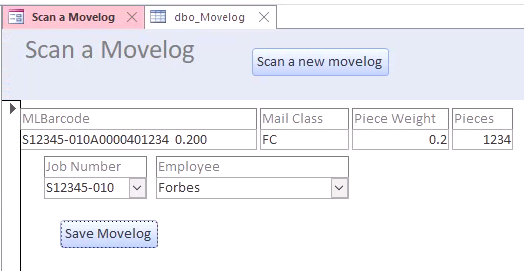 Scan a Movelog dbo_Movelog
Scan a Movelog Scan a new movelog
MLBarcode Mail Class Piece Weight Pieces
S12345-010A0000401234 0.200 FC 0.2 1234
Job Number Employee
S12345-010 Forbes
Save Movelog